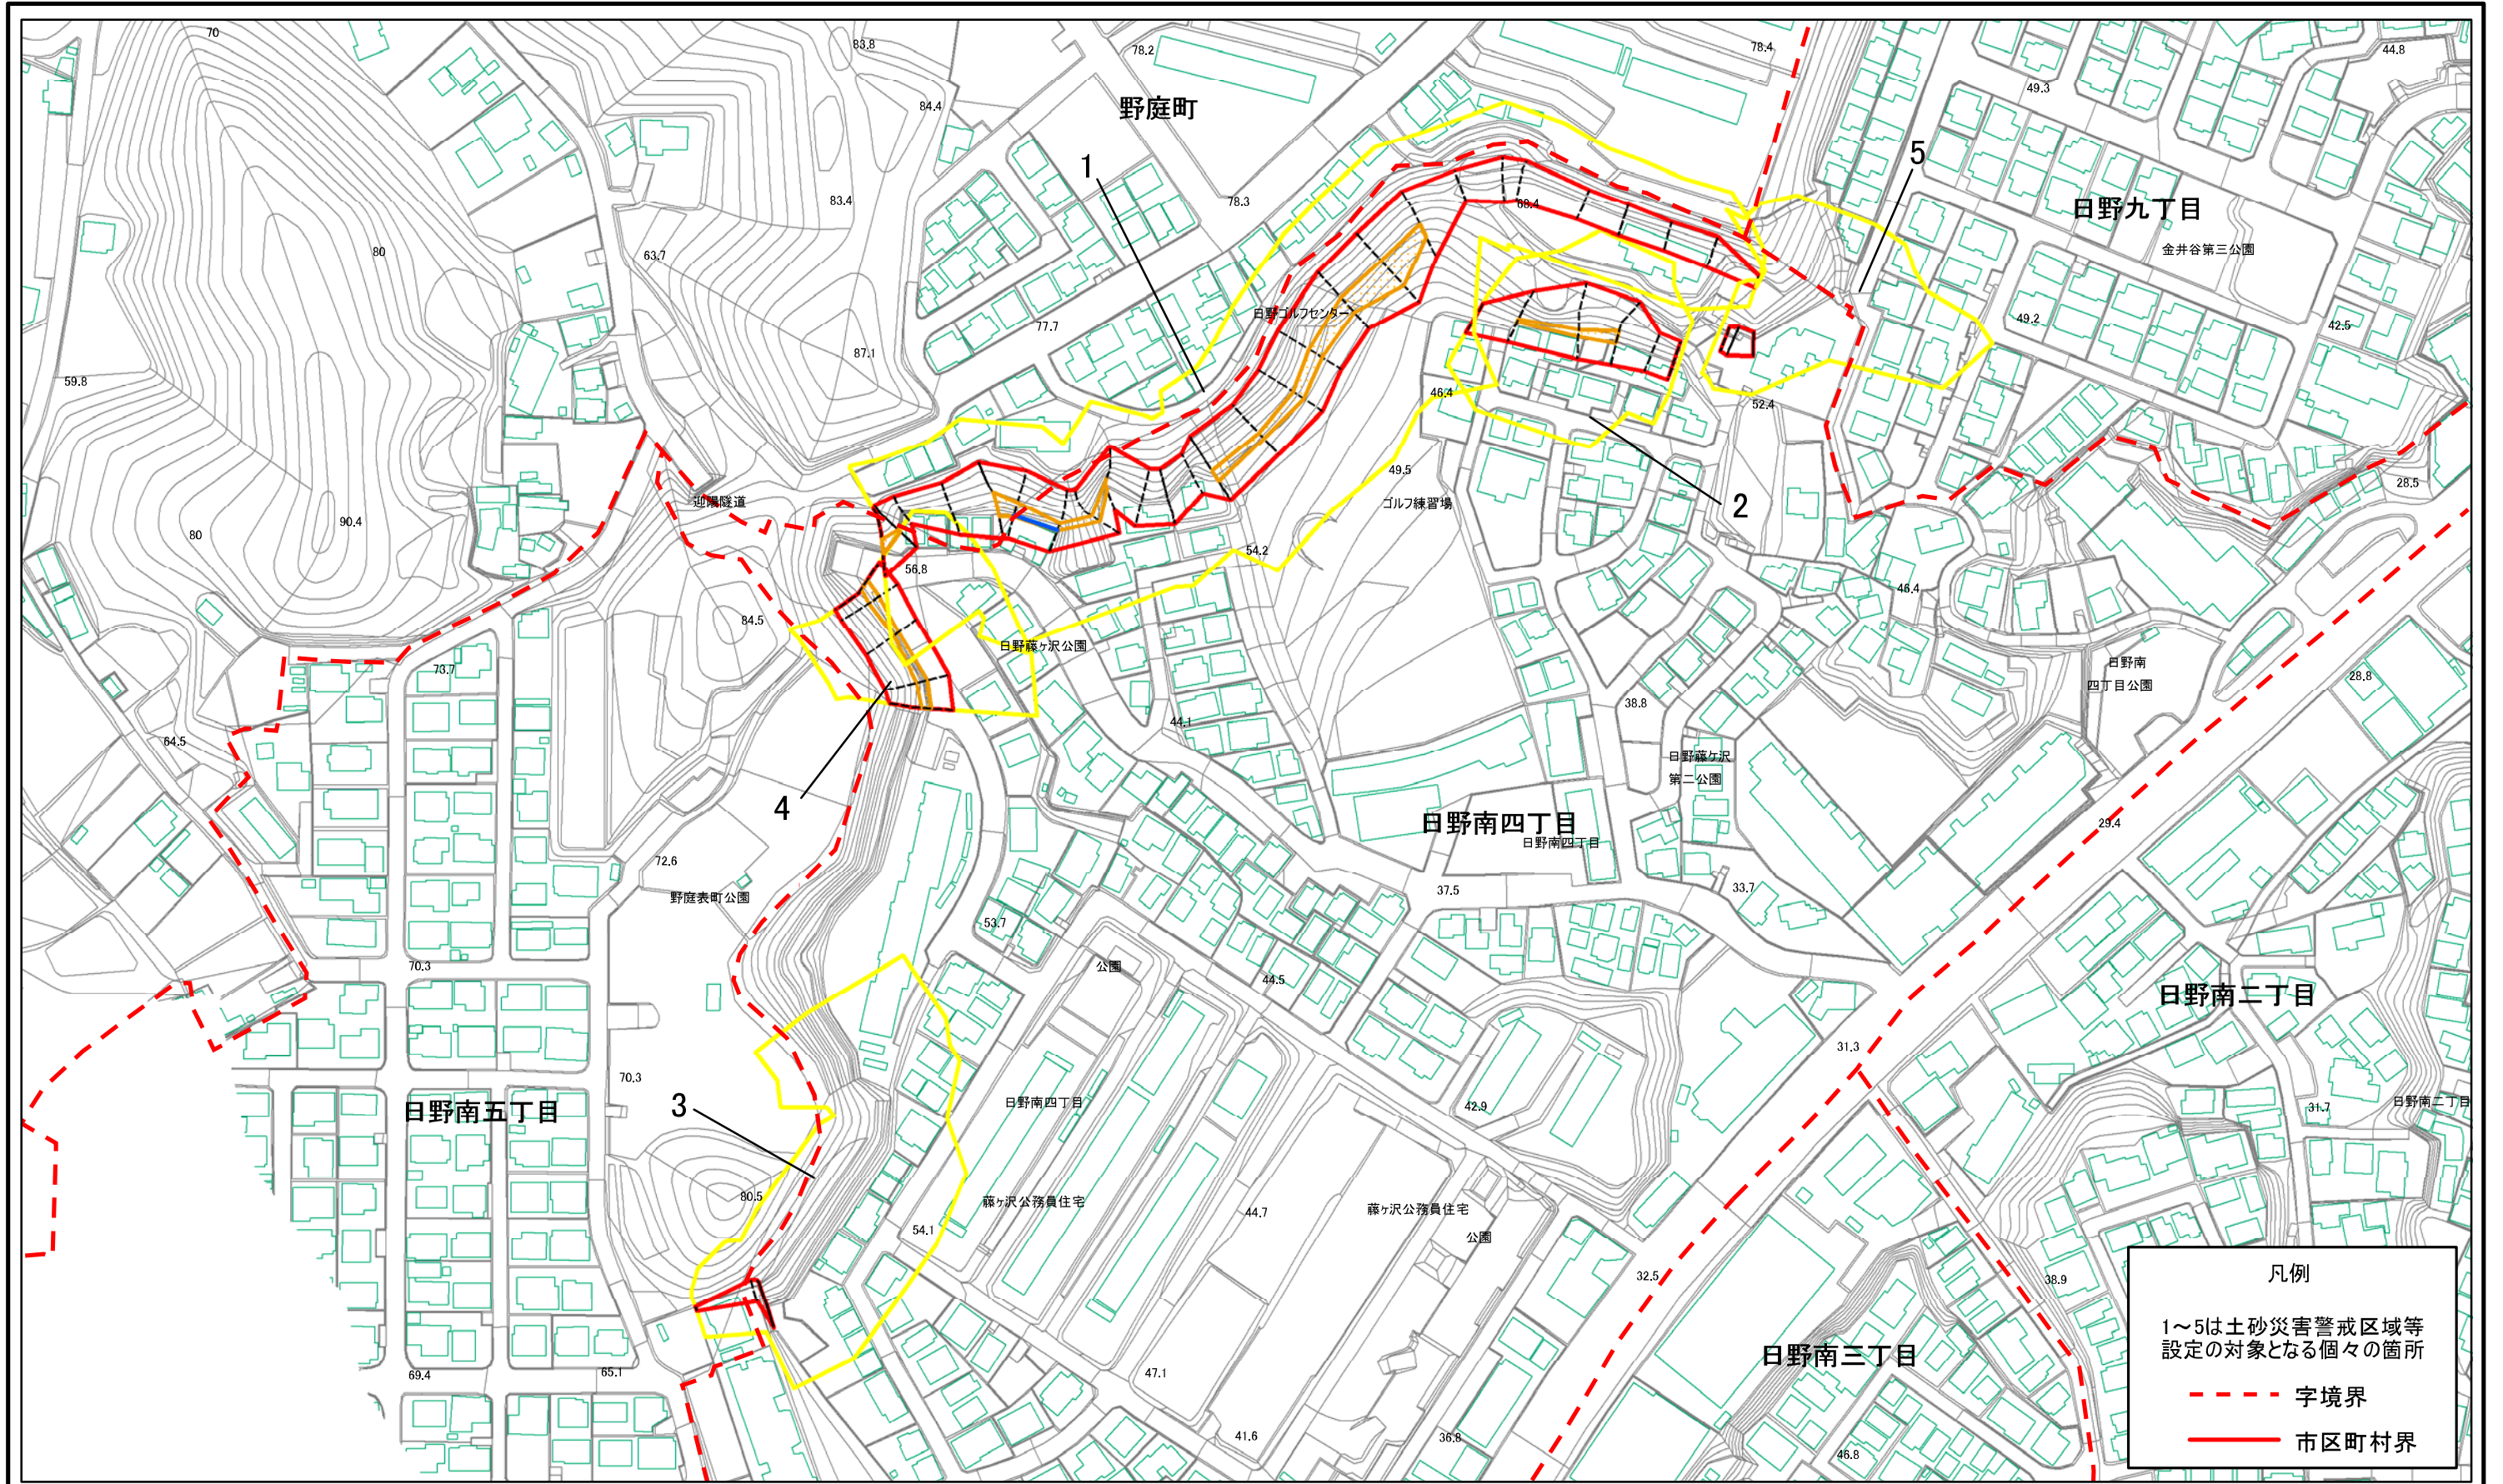 70
83.8
78.2
78.4
44.8
野庭町
84.4
49.3
1
5
83.4
78.3
68.4
日野九丁目
80
63.7
金井谷第三公園
77.7
日野ゴルフセンター
49.2
42.5
87.1
59.8
46.4
52.4
49.5
28.5
90.4
迎陽隧道
ゴルフ練習場
2
80
54.2
56.8
46.4
84.5
日野藤ヶ沢公園
日野南
四丁目公園
73.7
28.8
64.5
44.1
38.8
日野藤ケ沢
第二公園
4
日野南四丁目
日野南四丁目
29.4
72.6
野庭表町公園
37.5
33.7
53.7
70.3
公園
44.5
日野南二丁目
31.3
70.3
日野南五丁目
3
日野南四丁目
42.9
31.7
日野南二丁目
80.5
藤ヶ沢公務員住宅
44.7
藤ヶ沢公務員住宅
54.1
公園
32.5
38.9
凡例
1～5は土砂災害警戒区域等
設定の対象となる個々の箇所
字境界
市区町村界
日野南三丁目
69.4
65.1
47.1
41.6
36.8
46.8